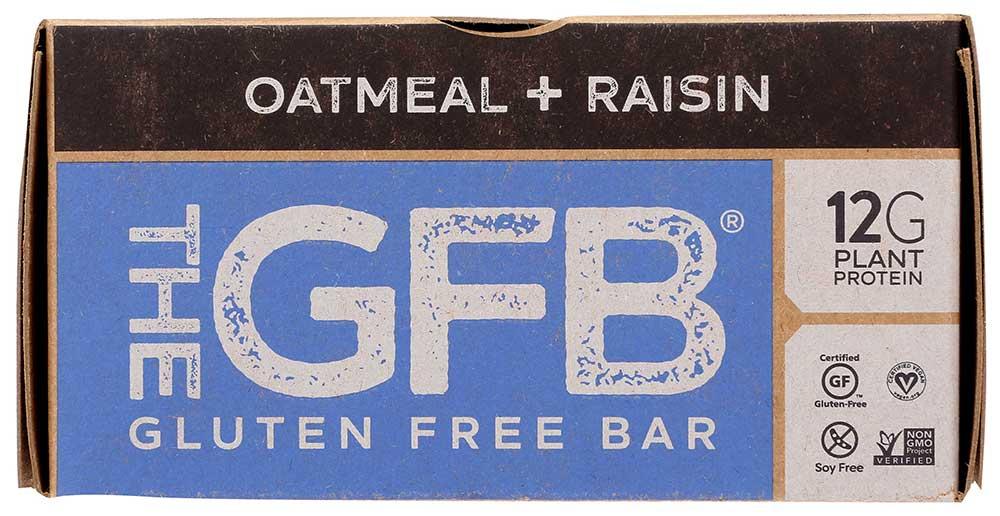 OATMEAL + RAISIN
THE GFB®
GLUTEN FREE BAR
12G
PLANT
PROTEIN
Certified
GF
Gluten-Free™
CERTIFIED VEGAN
vegan.org
Soy Free
NON
GMO
Project
VERIFIED